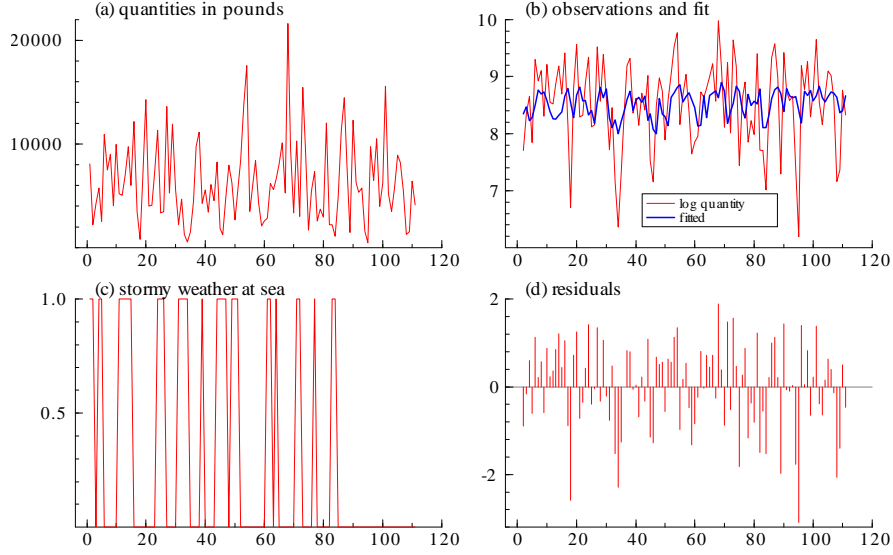 (a) quantities in pounds
20000
10000
0 20 40 60 80 100 120
(b) observations and fit
10
9
8
7
log quantity
fitted
0 20 40 60 80 100 120
(c) stormy weather at sea
1.0
0.5
0 20 40 60 80 100 120
(d) residuals
2
0
-2
0 20 40 60 80 100 120